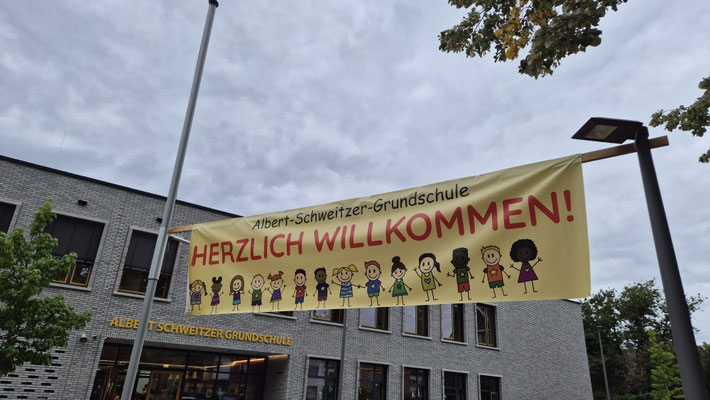 Albert-Schweitzer-Grundschule
HERZLICH WILLKOMMEN!
ALBERT SCHWEITZER GRUNDSCHULE